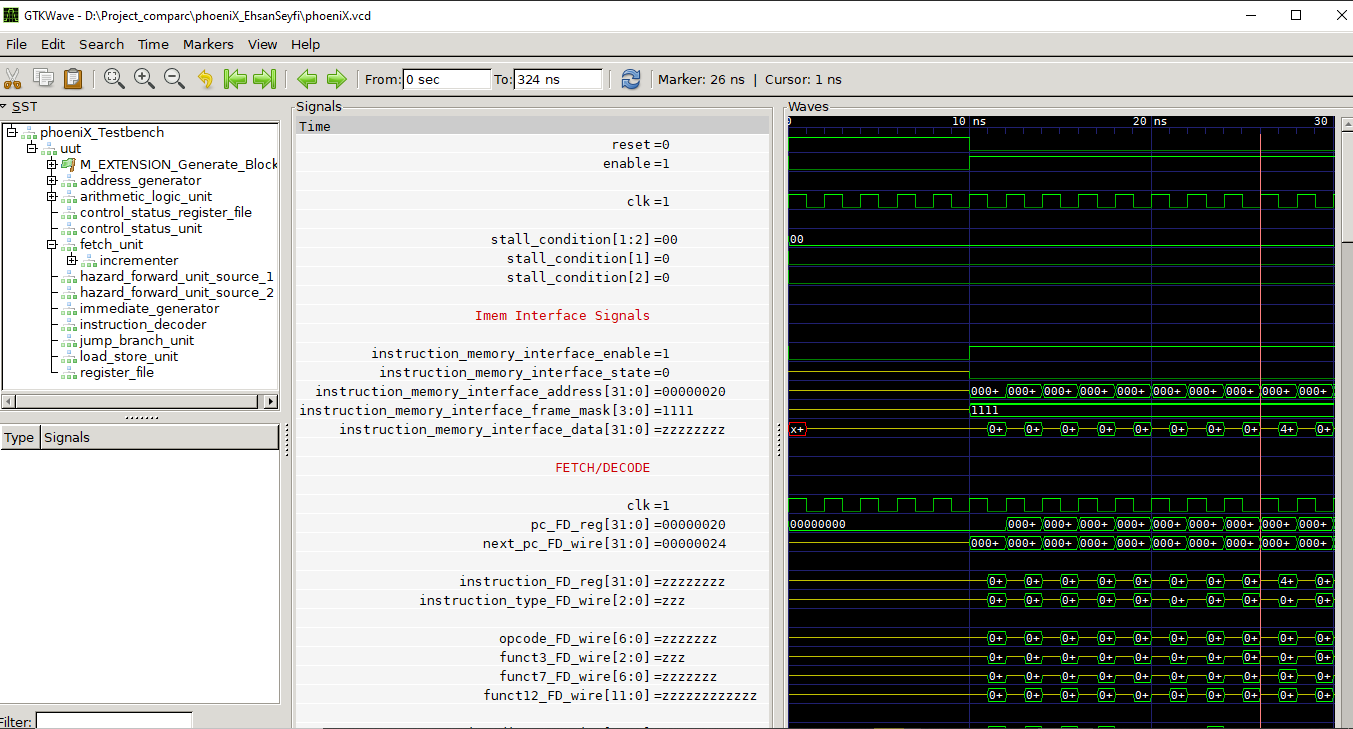 GTKWave - D:\Project_comparc\phoeniX_EhsanSeyfi\phoeniX.vcd
File Edit Search Time Markers View Help
From: 0 sec To: 324 ns Marker: 26 ns | Cursor: 1 ns
SST
phoeniX_Testbench
uut
M_EXTENSION_Generate_Block
address_generator
arithmetic_logic_unit
control_status_register_file
control_status_unit
fetch_unit
incrementer
hazard_forward_unit_source_1
hazard_forward_unit_source_2
immediate_generator
instruction_decoder
jump_branch_unit
load_store_unit
register_file
Type Signals
Filter:
Signals
Time
reset=0
enable=1
clk=1
stall_condition[1:2]=00
stall_condition[1]=0
stall_condition[2]=0
Imem Interface Signals
instruction_memory_interface_enable=1
instruction_memory_interface_state=0
instruction_memory_interface_address[31:0]=00000020
instruction_memory_interface_frame_mask[3:0]=1111
instruction_memory_interface_data[31:0]=zzzzzzzz
FETCH/DECODE
clk=1
pc_FD_reg[31:0]=00000020
next_pc_FD_wire[31:0]=00000024
instruction_FD_reg[31:0]=zzzzzzzz
instruction_type_FD_wire[2:0]=zzz
opcode_FD_wire[6:0]=zzzzzzz
funct3_FD_wire[2:0]=zzz
funct7_FD_wire[6:0]=zzzzzzz
funct12_FD_wire[11:0]=zzzzzzzzzzzz
Waves
0 10 ns 20 ns 30
00
000+ 000+ 000+ 000+ 000+ 000+ 000+ 000+ 000+ 000+
1111
x+ 0+ 0+ 0+ 0+ 0+ 0+ 0+ 0+ 4+ 0+
00000000 000+ 000+ 000+ 000+ 000+ 000+ 000+ 000+ 000+
000+ 000+ 000+ 000+ 000+ 000+ 000+ 000+ 000+ 000+
0+ 0+ 0+ 0+ 0+ 0+ 0+ 0+ 4+ 0+
0+ 0+ 0+ 0+ 0+ 0+ 0+ 0+ 0+ 0+
0+ 0+ 0+ 0+ 0+ 0+ 0+ 0+ 0+ 0+
0+ 0+ 0+ 0+ 0+ 0+ 0+ 0+ 0+ 0+
0+ 0+ 0+ 0+ 0+ 0+ 0+ 0+ 0+ 0+
0+ 0+ 0+ 0+ 0+ 0+ 0+ 0+ 0+ 0+